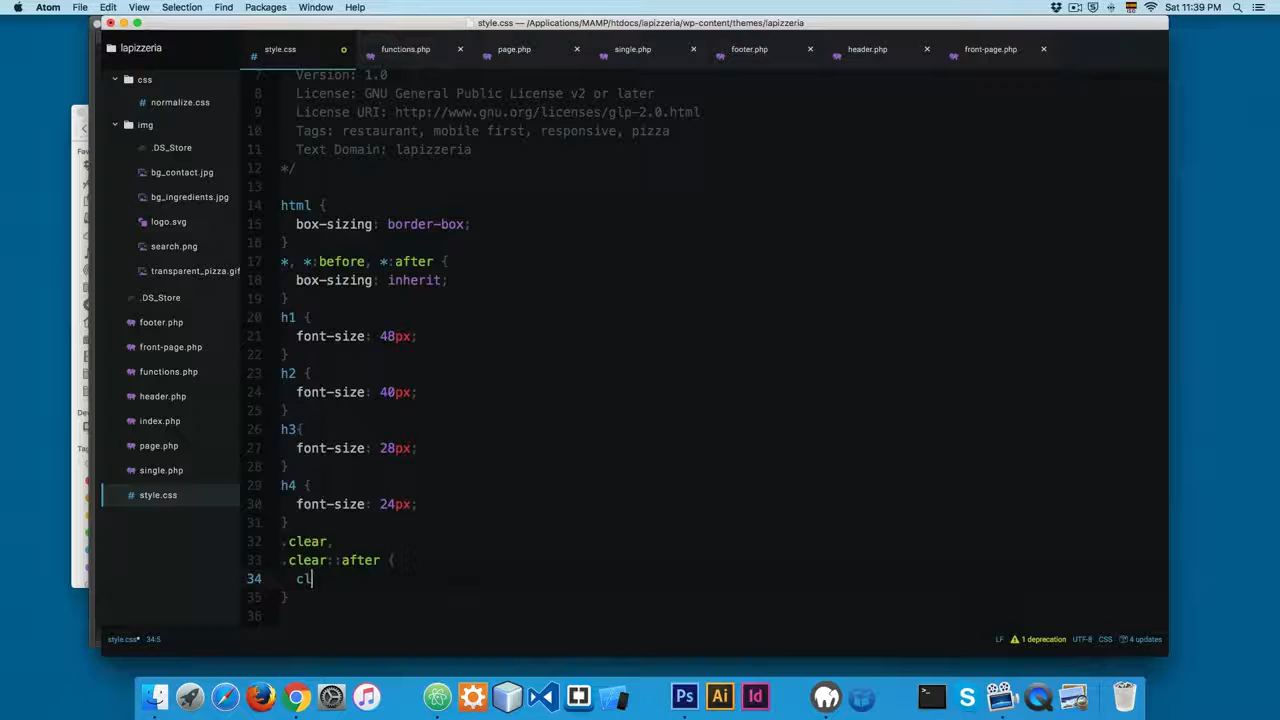 Atom File Edit View Selection Find Packages Window Help Sat 11:39 PM
style.css — /Applications/MAMP/htdocs/lapizzeria/wp-content/themes/lapizzeria
lapizzeria
style.css functions.php page.php single.php footer.php header.php front-page.php
css
normalize.css
img
.DS_Store
bg_contact.jpg
bg_ingredients.jpg
logo.svg
search.png
transparent_pizza.gif
.DS_Store
footer.php
front-page.php
functions.php
header.php
index.php
page.php
single.php
style.css
7 Version: 1.0
8 License: GNU General Public License v2 or later
9 License URI: http://www.gnu.org/licenses/glp-2.0.html
10 Tags: restaurant, mobile first, responsive, pizza
11 Text Domain: lapizzeria
12 */
13
14 html {
15 box-sizing: border-box;
16 }
17 *, *:before, *:after {
18 box-sizing: inherit;
19 }
20 h1 {
21 font-size: 48px;
22 }
23 h2 {
24 font-size: 40px;
25 }
26 h3{
27 font-size: 28px;
28 }
29 h4 {
30 font-size: 24px;
31 }
32 .clear,
33 .clear::after {
34 cl
35 }
36
style.css* 34:5 LF 1 deprecation UTF-8 CSS 4 updates
Ps Ai Id